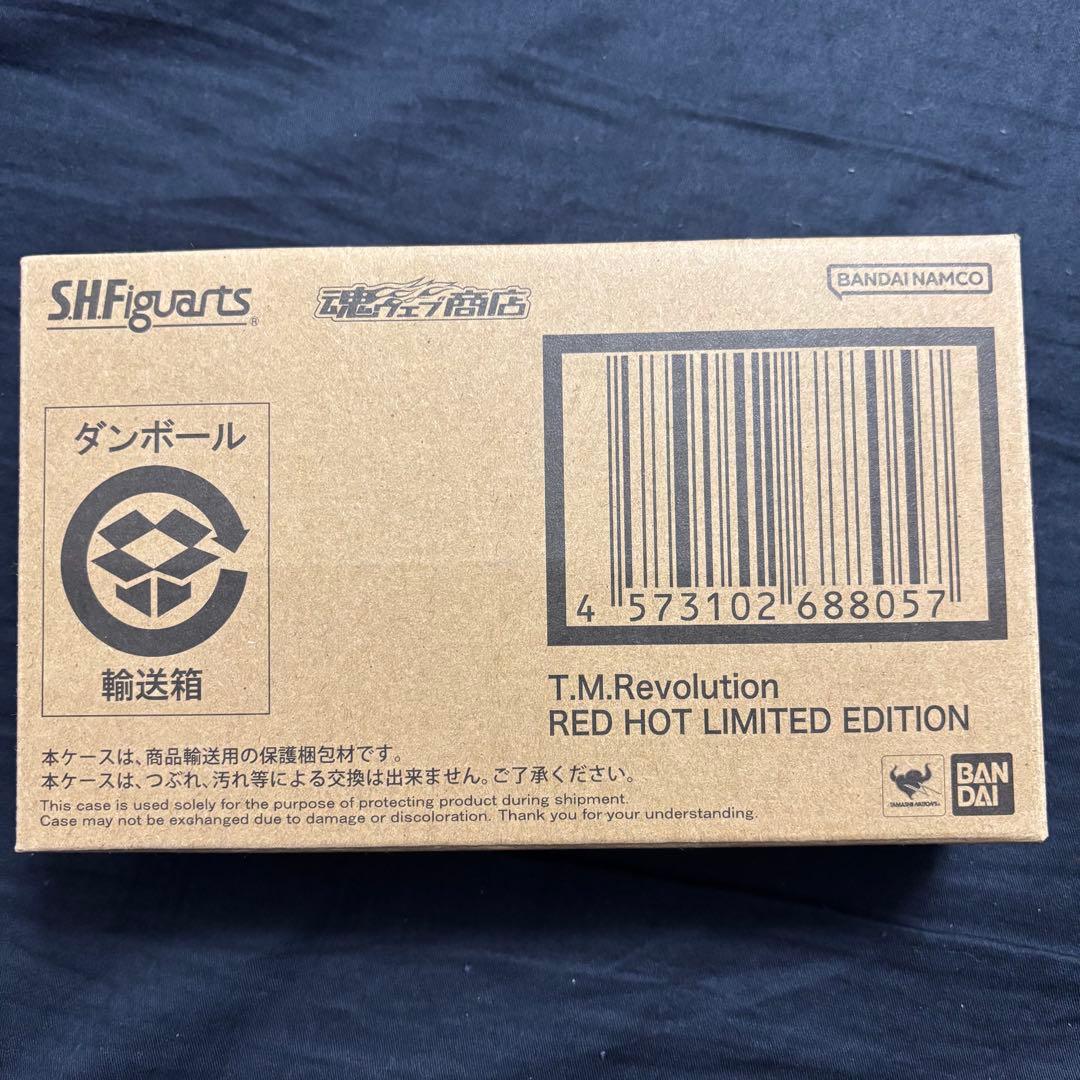 S.H.Figuarts®
魂ウェブ商店
BANDAI NAMCO
ダンボール
輸送箱
4 573102 688057
T.M.Revolution
RED HOT LIMITED EDITION
本ケースは、商品輸送用の保護梱包材です。
本ケースは、つぶれ、汚れ等による交換は出来ません。ご了承ください。
This case is used solely for the purpose of protecting product during shipment.
Case may not be exchanged due to damage or discoloration. Thank you for your understanding.
TAMASHII NATIONS
BAN
DAI